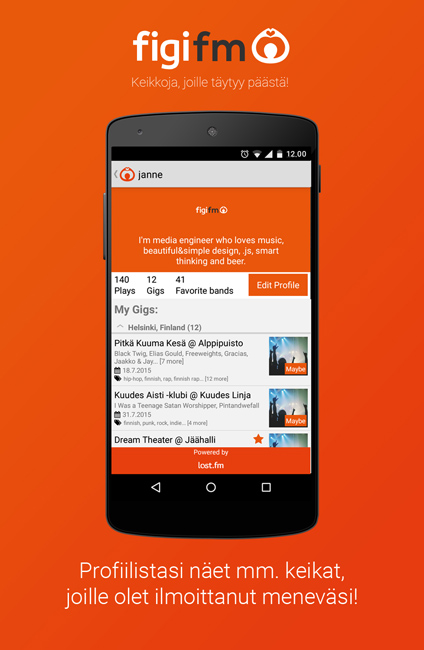 figifm
Keikkoja, joille täytyy päästä!
12.00
janne
figifm
I'm media engineer who loves music,
beautiful&simple design, .js, smart
thinking and beer.
140 12 41
Plays Gigs Favorite bands
Edit Profile
My Gigs:
Helsinki, Finland (12)
Pitkä Kuuma Kesä @ Alppipuisto
Black Twig, Elias Gould, Freeweights, Gracias,
Jaakko & Jay... [7 more]
18.7.2015
Maybe
hip-hop, finnish, rap, finnish rap... [12 more]
Kuudes Aisti -klubi @ Kuudes Linja
I Was a Teenage Satan Worshipper, Pintandwefall
31.7.2015
Maybe
finnish, punk, rock, indie... [4 more]
Dream Theater @ Jäähalli
Powered by
lost.fm
Profiilistasi näet mm. keikat,
joille olet ilmoittanut meneväsi!